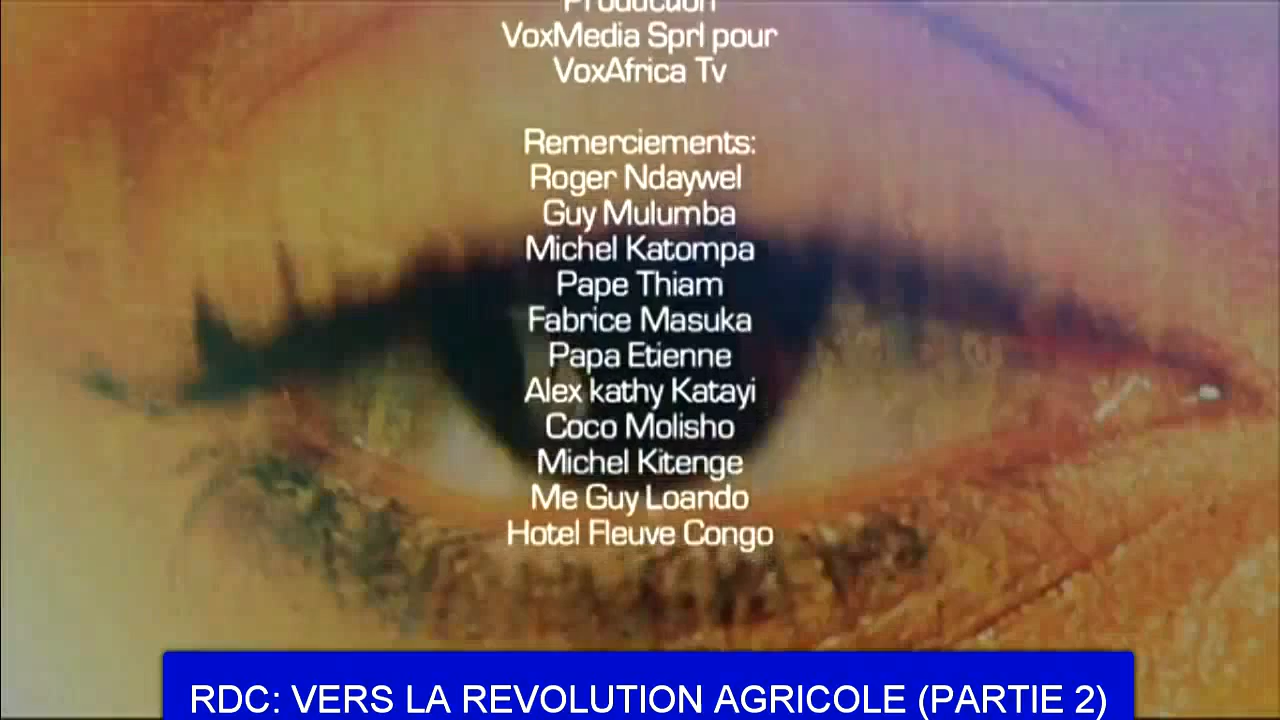 Production
VoxMedia Sprl pour
VoxAfrica Tv
Remerciements:
Roger Ndaywel
Guy Mulumba
Michel Katompa
Pape Thiam
Fabrice Masuka
Papa Etienne
Alex kathy Katayi
Coco Molisho
Michel Kitenge
Me Guy Loando
Hotel Fleuve Congo
RDC: VERS LA REVOLUTION AGRICOLE (PARTIE 2)